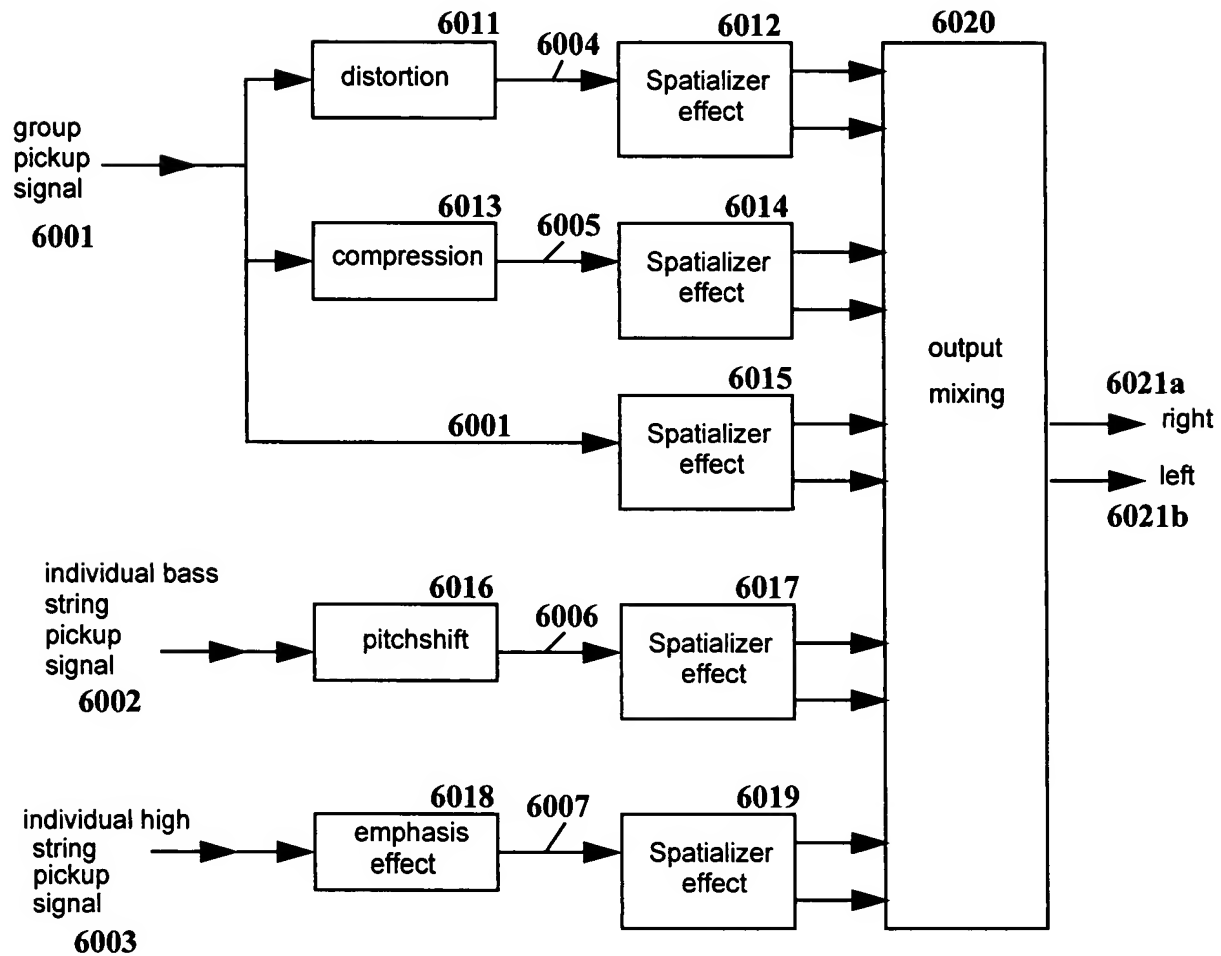 6011
6004
6012
6020
distortion
Spatializer
effect
group
pickup
signal
6001
6013
6005
6014
compression
Spatializer
effect
output
mixing
6015
6001
Spatializer
effect
6021a
right
left
6021b
individual bass
string
pickup
signal
6002
6016
6006
6017
pitchshift
Spatializer
effect
individual high
string
pickup
signal
6003
6018
6007
6019
emphasis
effect
Spatializer
effect